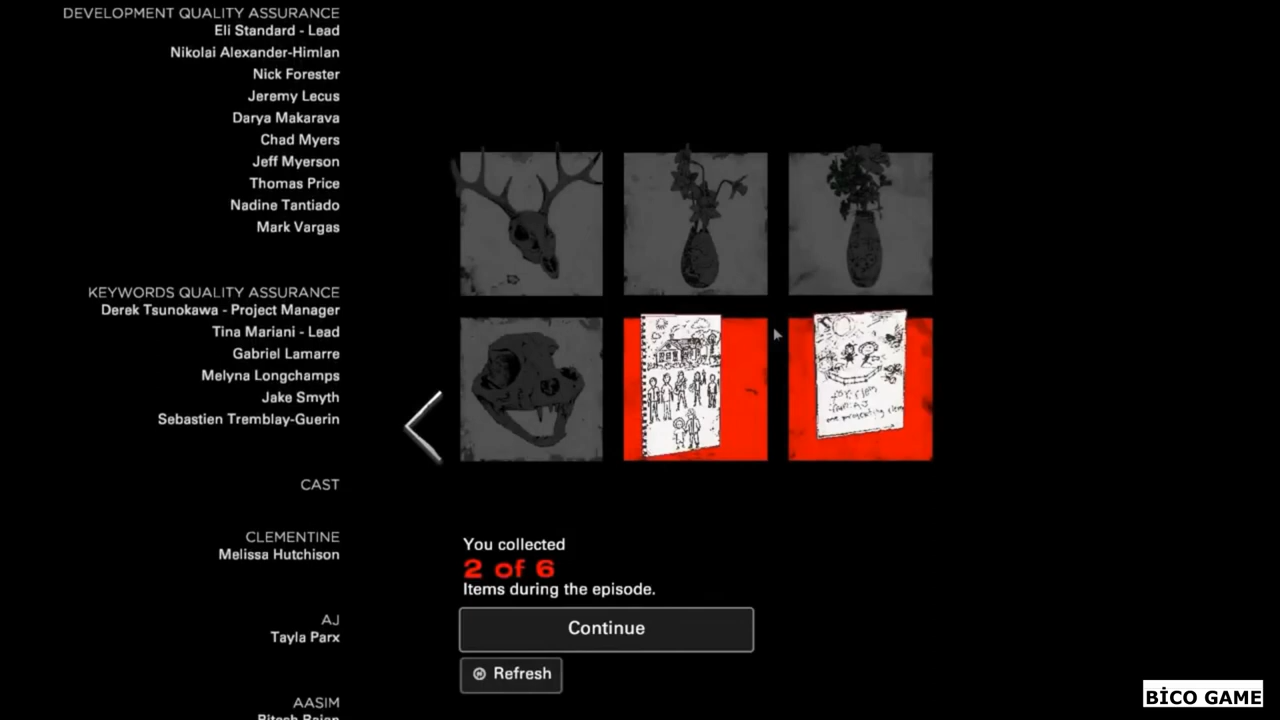 DEVELOPMENT QUALITY ASSURANCE
Eli Standard - Lead
Nikolai Alexander-Himlan
Nick Forester
Jeremy Lecus
Darya Makarava
Chad Myers
Jeff Myerson
Thomas Price
Nadine Tantiado
Mark Vargas
KEYWORDS QUALITY ASSURANCE
Derek Tsunokawa - Project Manager
Tina Mariani - Lead
Gabriel Lamarre
Melyna Longchamps
Jake Smyth
Sebastien Tremblay-Guerin
CAST
CLEMENTINE
Melissa Hutchison
AJ
Tayla Parx
AASIM
You collected
2 of 6
Items during the episode.
Continue
Refresh
BİCO GAME